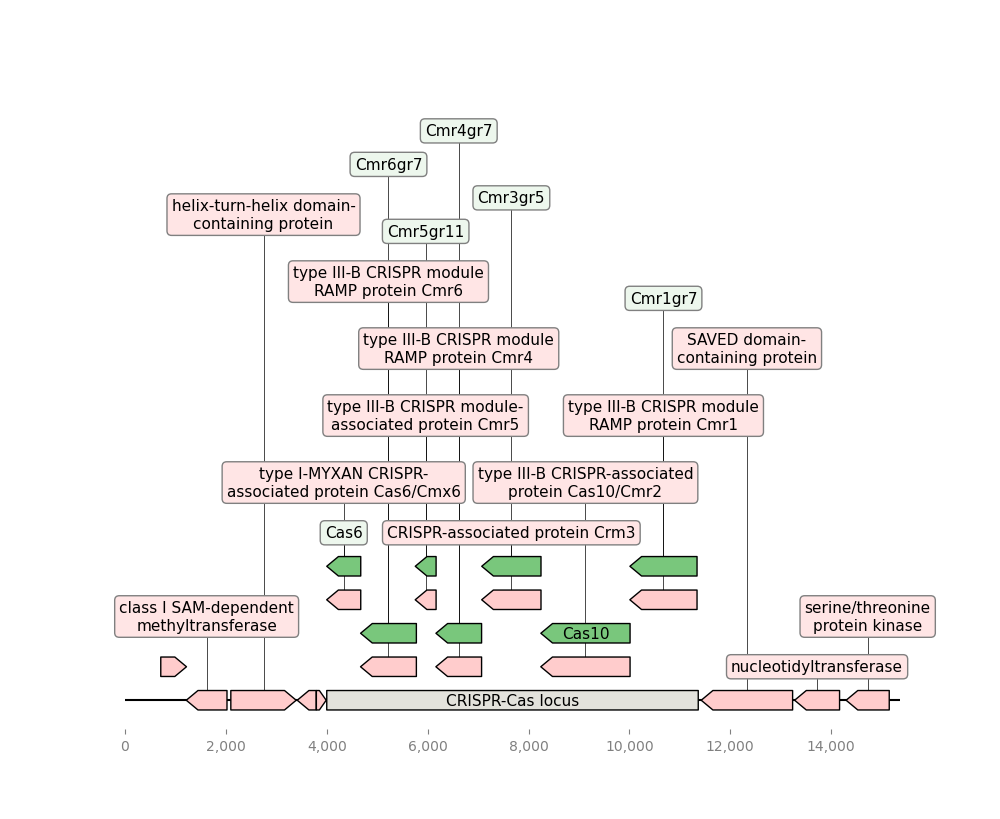 Cmr4gr7
Cmr6gr7
Cmr3gr5
helix-turn-helix domain-
containing protein
Cmr5gr11
type III-B CRISPR module
RAMP protein Cmr6
Cmr1gr7
type III-B CRISPR module
RAMP protein Cmr4
SAVED domain-
containing protein
type III-B CRISPR module-
associated protein Cmr5
type III-B CRISPR module
RAMP protein Cmr1
type I-MYXAN CRISPR-
associated protein Cas6/Cmx6
type III-B CRISPR-associated
protein Cas10/Cmr2
Cas6
CRISPR-associated protein Crm3
class I SAM-dependent
methyltransferase
serine/threonine
protein kinase
Cas10
nucleotidyltransferase
CRISPR-Cas locus
0 2,000 4,000 6,000 8,000 10,000 12,000 14,000